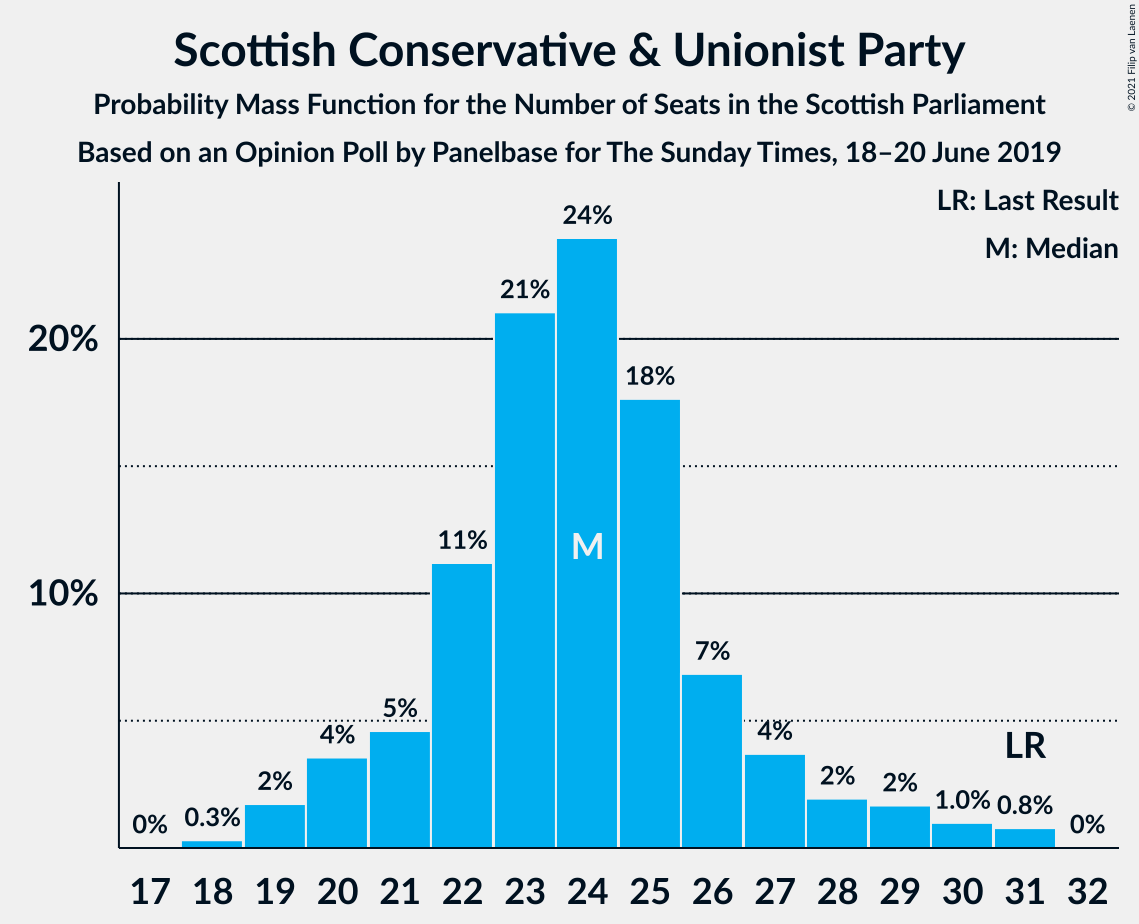 Scottish Conservative & Unionist Party
Probability Mass Function for the Number of Seats in the Scottish Parliament
Based on an Opinion Poll by Panelbase for The Sunday Times, 18–20 June 2019
© 2021 Filip van Laenen
LR: Last Result
M: Median
24%
21%
20%
18%
11%
M
10%
7%
5%
4%
4%
LR
2%
2%
2%
1.0%
0.8%
0%
0.3%
0%
17 18 19 20 21 22 23 24 25 26 27 28 29 30 31 32